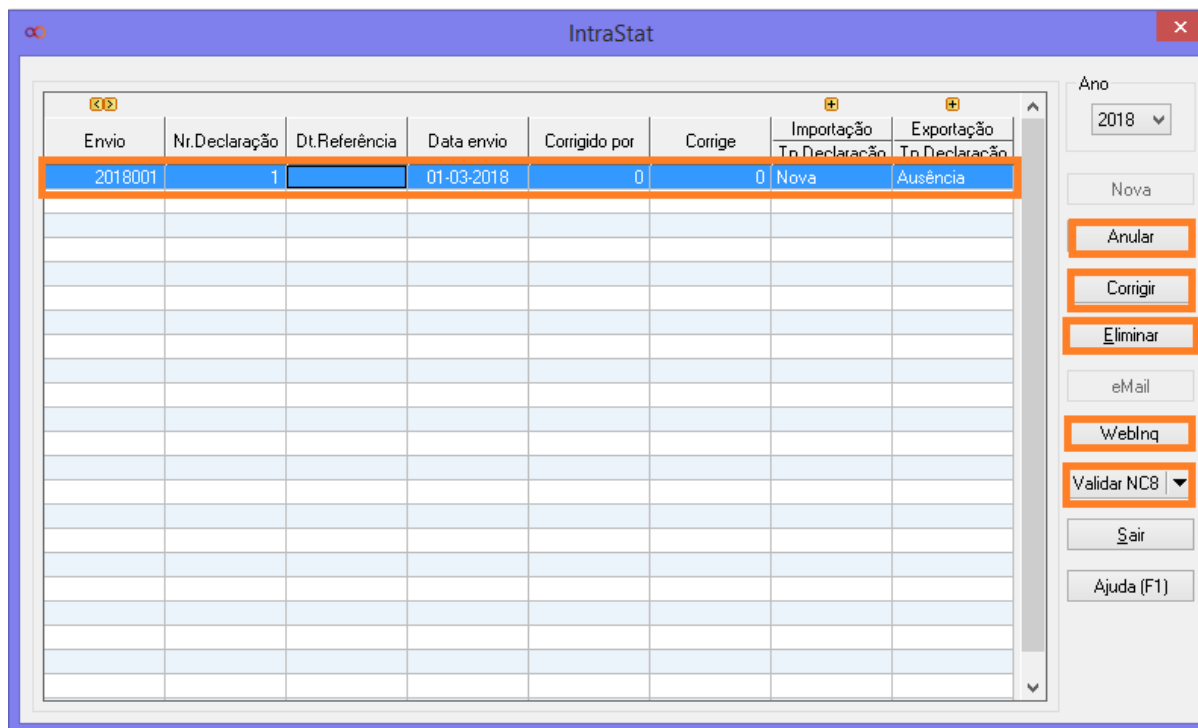 IntraStat
Ano
2018
Envio Nr.Declaração Dt.Referência Data envio Corrigido por Corrige Importação Exportação
Tp.Declaração Tp.Declaração
2018001 1 01-03-2018 0 0 Nova Ausência
Nova
Anular
Corrigir
Eliminar
eMail
WebInq
Validar NC8
Sair
Ajuda (F1)